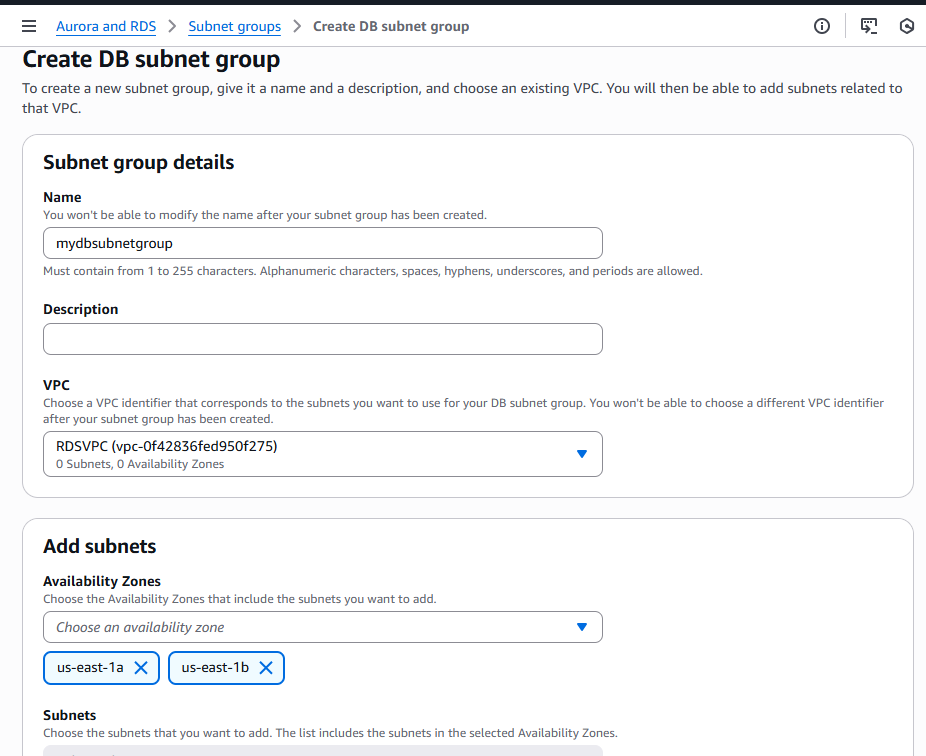 Aurora and RDS > Subnet groups > Create DB subnet group
Create DB subnet group
To create a new subnet group, give it a name and a description, and choose an existing VPC. You will then be able to add subnets related to
that VPC.
Subnet group details
Name
You won't be able to modify the name after your subnet group has been created.
mydbsubnetgroup
Must contain from 1 to 255 characters. Alphanumeric characters, spaces, hyphens, underscores, and periods are allowed.
Description
VPC
Choose a VPC identifier that corresponds to the subnets you want to use for your DB subnet group. You won't be able to choose a different VPC identifier
after your subnet group has been created.
RDSVPC (vpc-0f42836fed950f275)
0 Subnets, 0 Availability Zones
Add subnets
Availability Zones
Choose the Availability Zones that include the subnets you want to add.
Choose an availability zone
us-east-1a us-east-1b
Subnets
Choose the subnets that you want to add. The list includes the subnets in the selected Availability Zones.